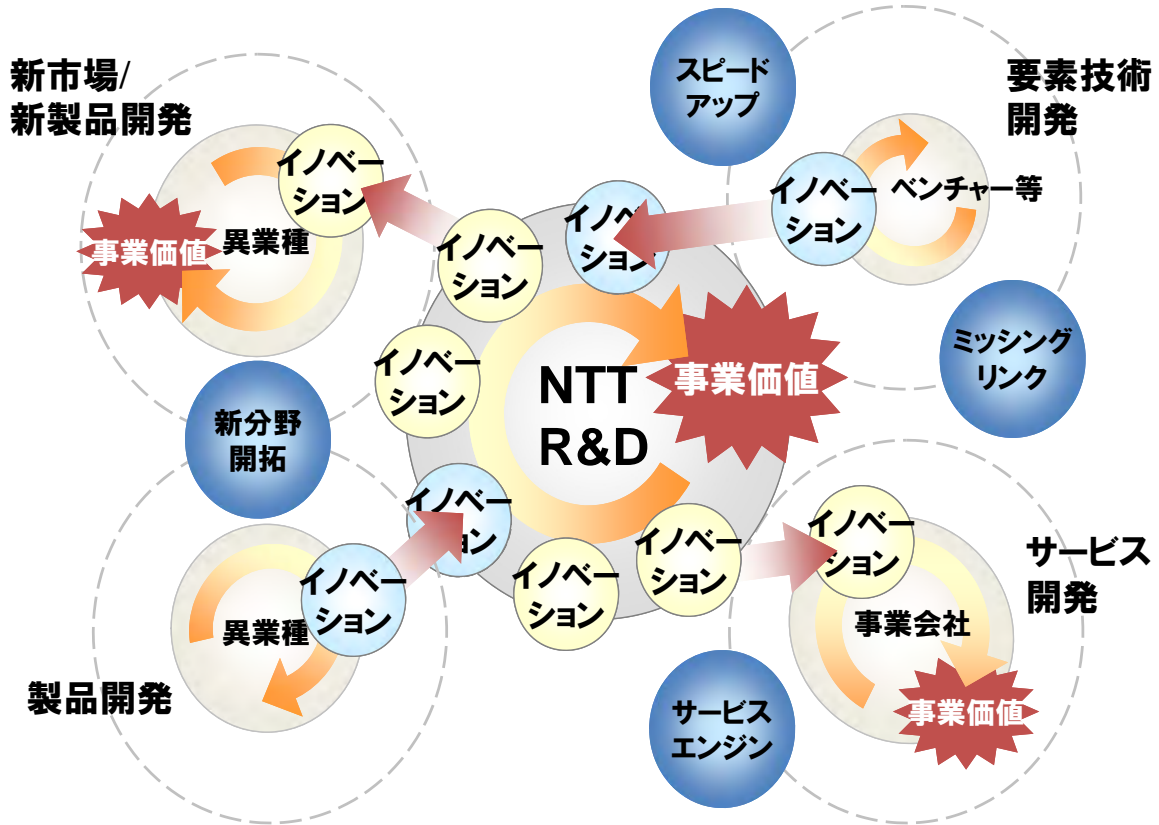 新市場/
新製品開発
イノベー
ション
異業種
事業価値
スピード
アップ
要素技術
開発
イノベー
ション
ベンチャー等
イノベー
ション
イノベー
ション
イノベー
ション
NTT
R&D
事業価値
ミッシング
リンク
新分野
開拓
イノベー
ション
イノベー
ション
イノベー
ション
イノベー
ション
異業種
製品開発
イノベー
ション
事業会社
事業価値
サービス
開発
サービス
エンジン